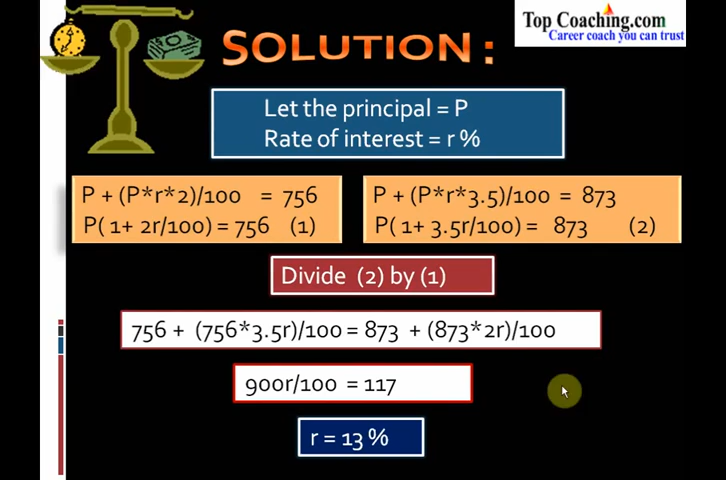 Top Coaching.com
Career coach you can trust
SOLUTION :
Let the principal = P
Rate of interest = r %
P + (P*r*2)/100 = 756
P( 1+ 2r/100) = 756 (1)
P + (P*r*3.5)/100 = 873
P( 1+ 3.5r/100) = 873 (2)
Divide (2) by (1)
756 + (756*3.5r)/100 = 873 + (873*2r)/100
900r/100 = 117
r = 13 %